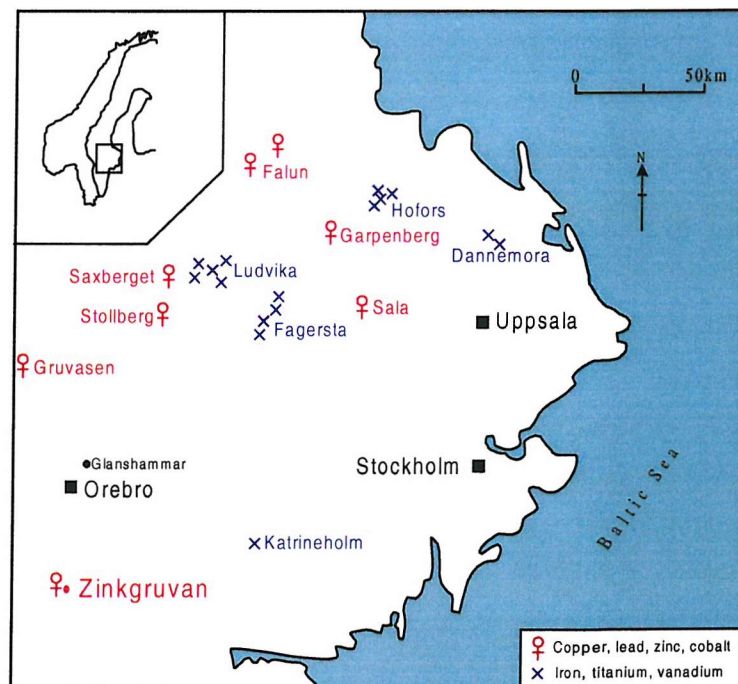 0 50km
N
Falun
Hofors
Garpenberg
Dannemora
Saxberget
Ludvika
Stollberg
Sala
Fagersta
Uppsala
Gruvasen
Glanshammar
Orebro
Stockholm
Baltic Sea
Katrineholm
Zinkgruvan
Copper, lead, zinc, cobalt
Iron, titanium, vanadium